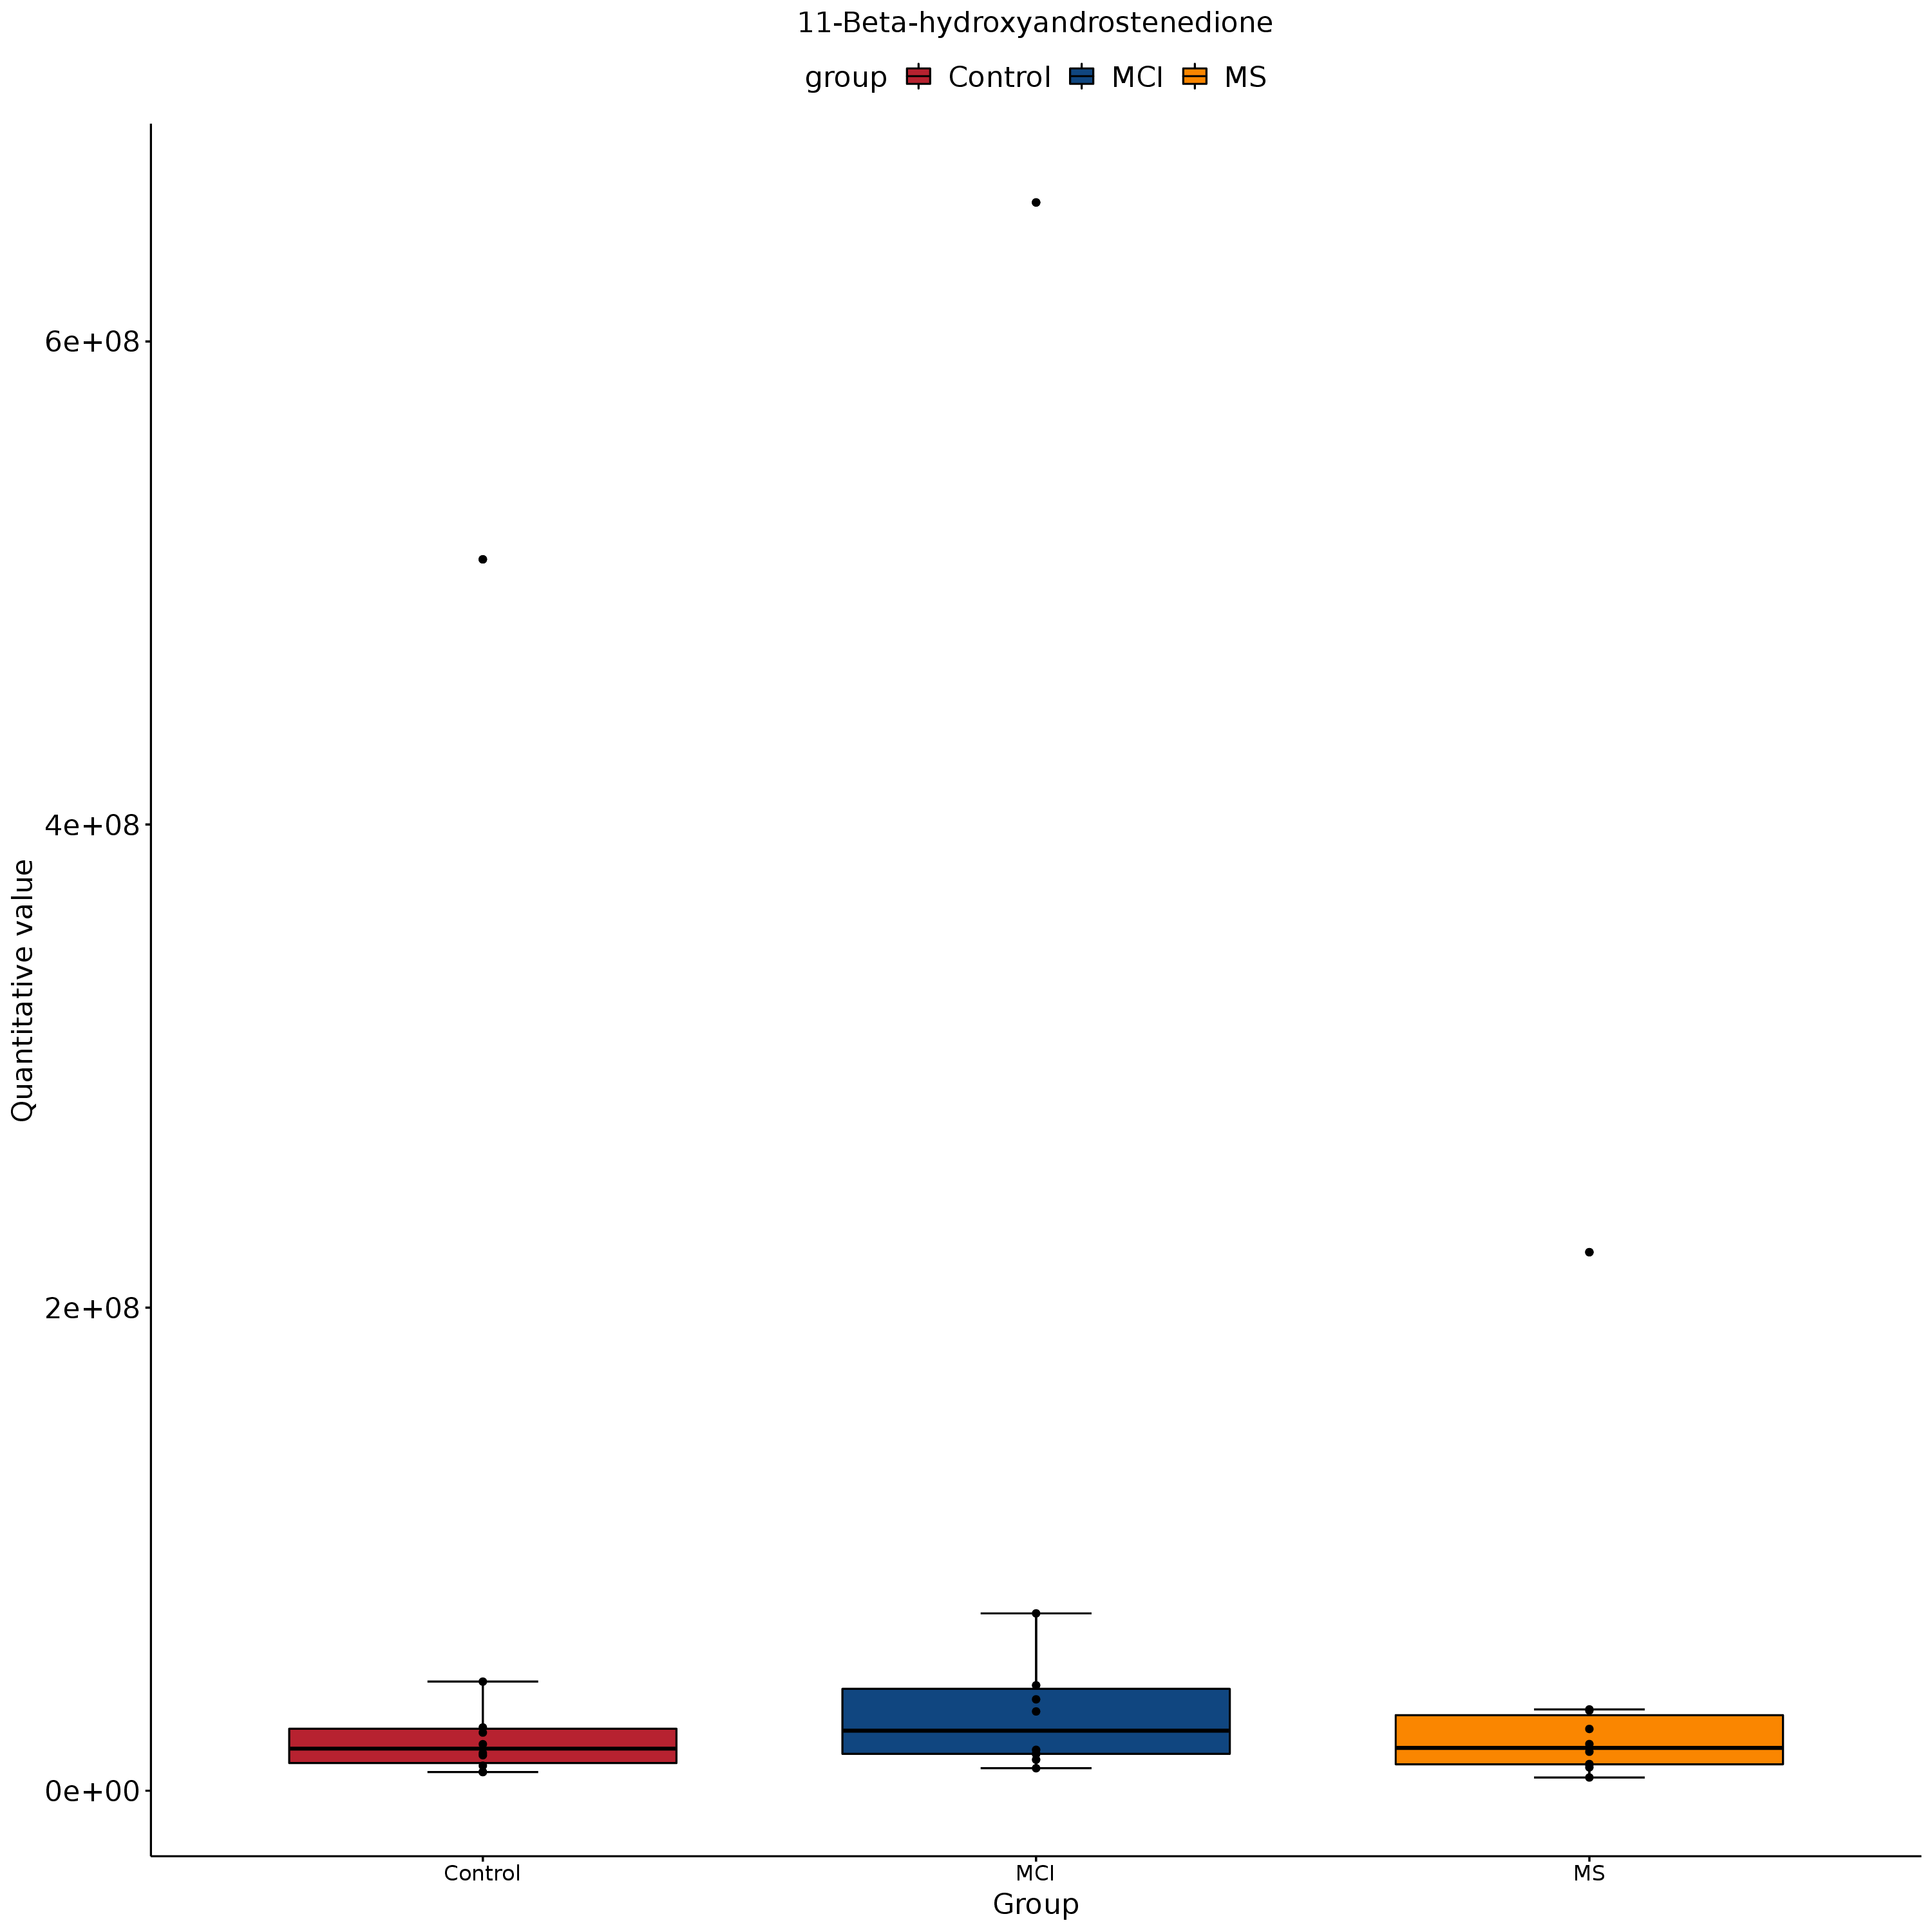 11-Beta-hydroxyandrostenedione
group Control MCI MS
6e+08
4e+08
2e+08
0e+00
Quantitative value
Control MCI MS
Group